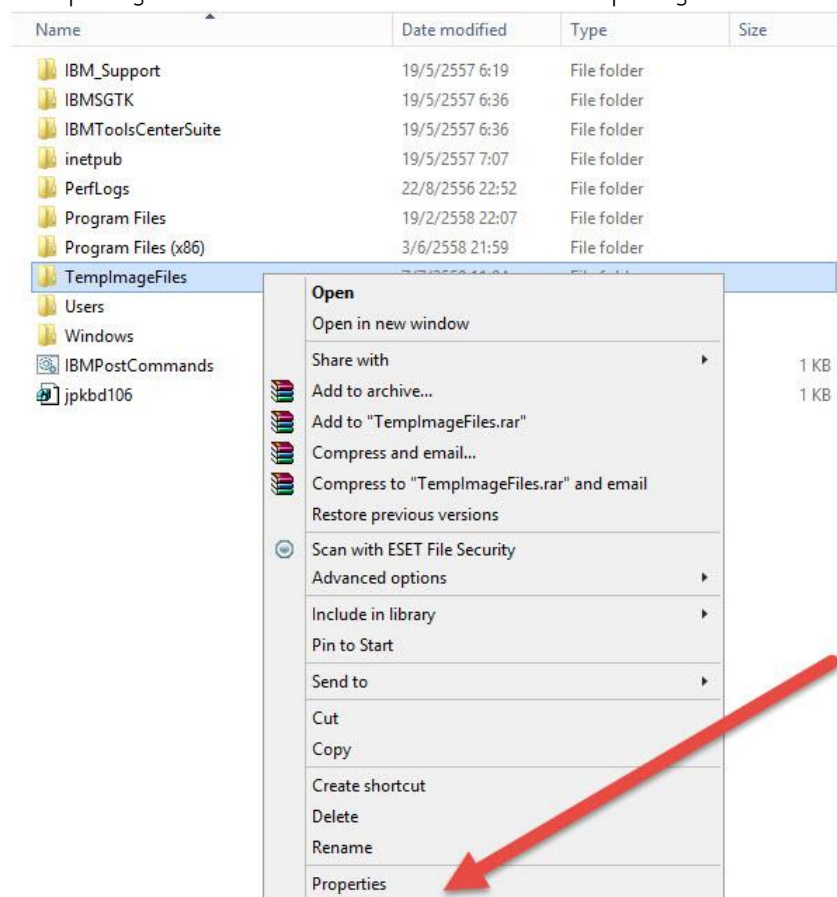 Name Date modified Type Size
IBM_Support 19/5/2557 6:19 File folder
IBMSGTK 19/5/2557 6:36 File folder
IBMToolsCenterSuite 19/5/2557 6:36 File folder
inetpub 19/5/2557 7:07 File folder
PerfLogs 22/8/2556 22:52 File folder
Program Files 19/2/2558 22:07 File folder
Program Files (x86) 3/6/2558 21:59 File folder
TempImageFiles
Users
Windows
IBMPostCommands 1 KB
jpkbd106 1 KB
Open
Open in new window
Share with
Add to archive...
Add to "TempImageFiles.rar"
Compress and email...
Compress to "TempImageFiles.rar" and email
Restore previous versions
Scan with ESET File Security
Advanced options
Include in library
Pin to Start
Send to
Cut
Copy
Create shortcut
Delete
Rename
Properties